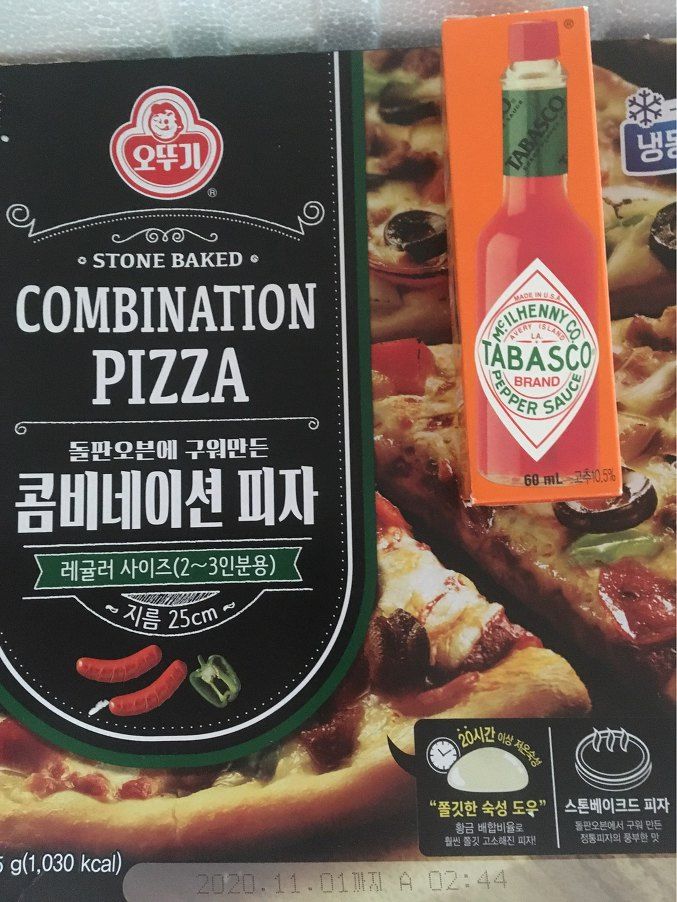 오뚜기
®
STONE BAKED
COMBINATION
PIZZA
돌판오븐에 구워만든
콤비네이션 피자
레귤러 사이즈(2~3인분용)
~ 지름 25cm ~
®
TABASCO
MADE IN U.S.A.
McILHENNY CO.
AVERY ISLAND
LA.
TABASCO®
BRAND
PEPPER SAUCE
60 mL
고추10.5%
20시간 이상 저온숙성
"쫄깃한 숙성 도우"
황금 배합비율로
훨씬 쫄깃 고소해진 피자!
스톤베이크드 피자
돌판오븐에서 구워 만든
정통피자의 풍부한 맛
5 g(1,030 kcal)
2020.11.01까지 A 02:44